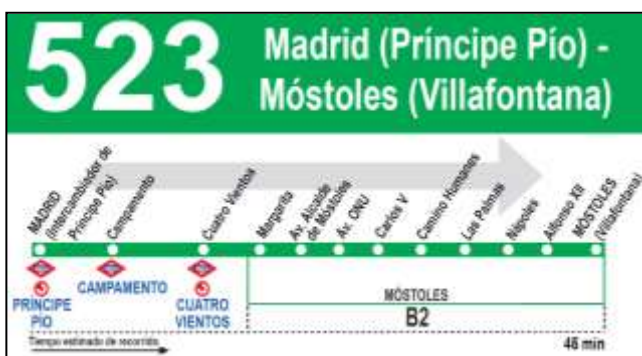 523
Madrid (Príncipe Pío) -
Móstoles (Villafontana)
MADRID
(Intercambiador de
Príncipe Pío)
Campamento
Cuatro Vientos
Margarita
Av. Alcalde
de Móstoles
Av. ONU
Carlos V
Camino Humanes
Las Palmas
Nápoles
Alfonso XII
MÓSTOLES
(Villafontana)
PRÍNCIPE
PIO
CAMPAMENTO
CUATRO
VIENTOS
MÓSTOLES
B2
Tiempo estimado de recorrido
46 min